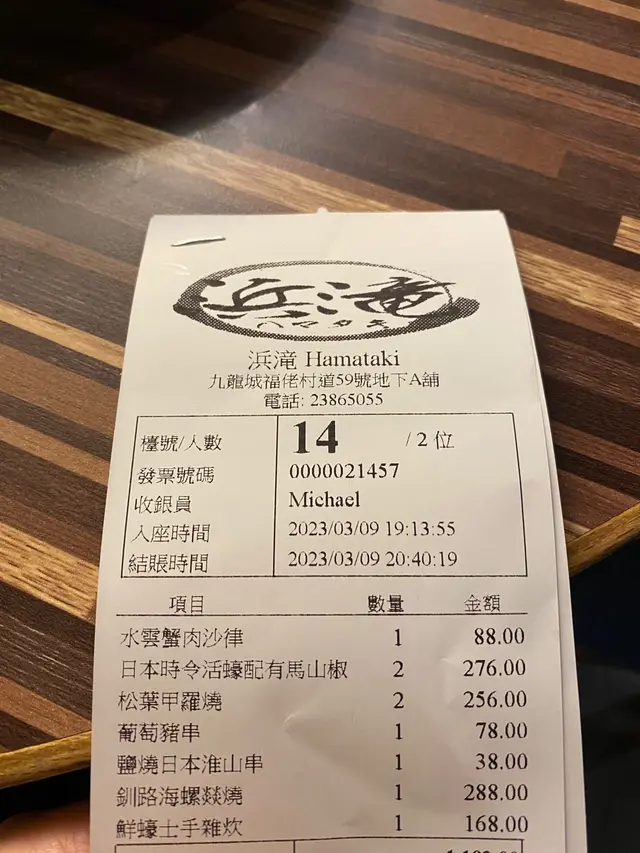 浜滝
ハマタキ
浜滝 Hamataki
九龍城福佬村道59號地下A舖
電話: 23865055
檯號/人數 14 / 2 位
發票號碼 0000021457
收銀員 Michael
入座時間 2023/03/09 19:13:55
結賬時間 2023/03/09 20:40:19
項目 數量 金額
水雲蟹肉沙律 1 88.00
日本時令活蠔配有馬山椒 2 276.00
松葉甲羅燒 2 256.00
葡萄豬串 1 78.00
鹽燒日本淮山串 1 38.00
釧路海螺燚燒 1 288.00
鮮蠔士手雜炊 1 168.00